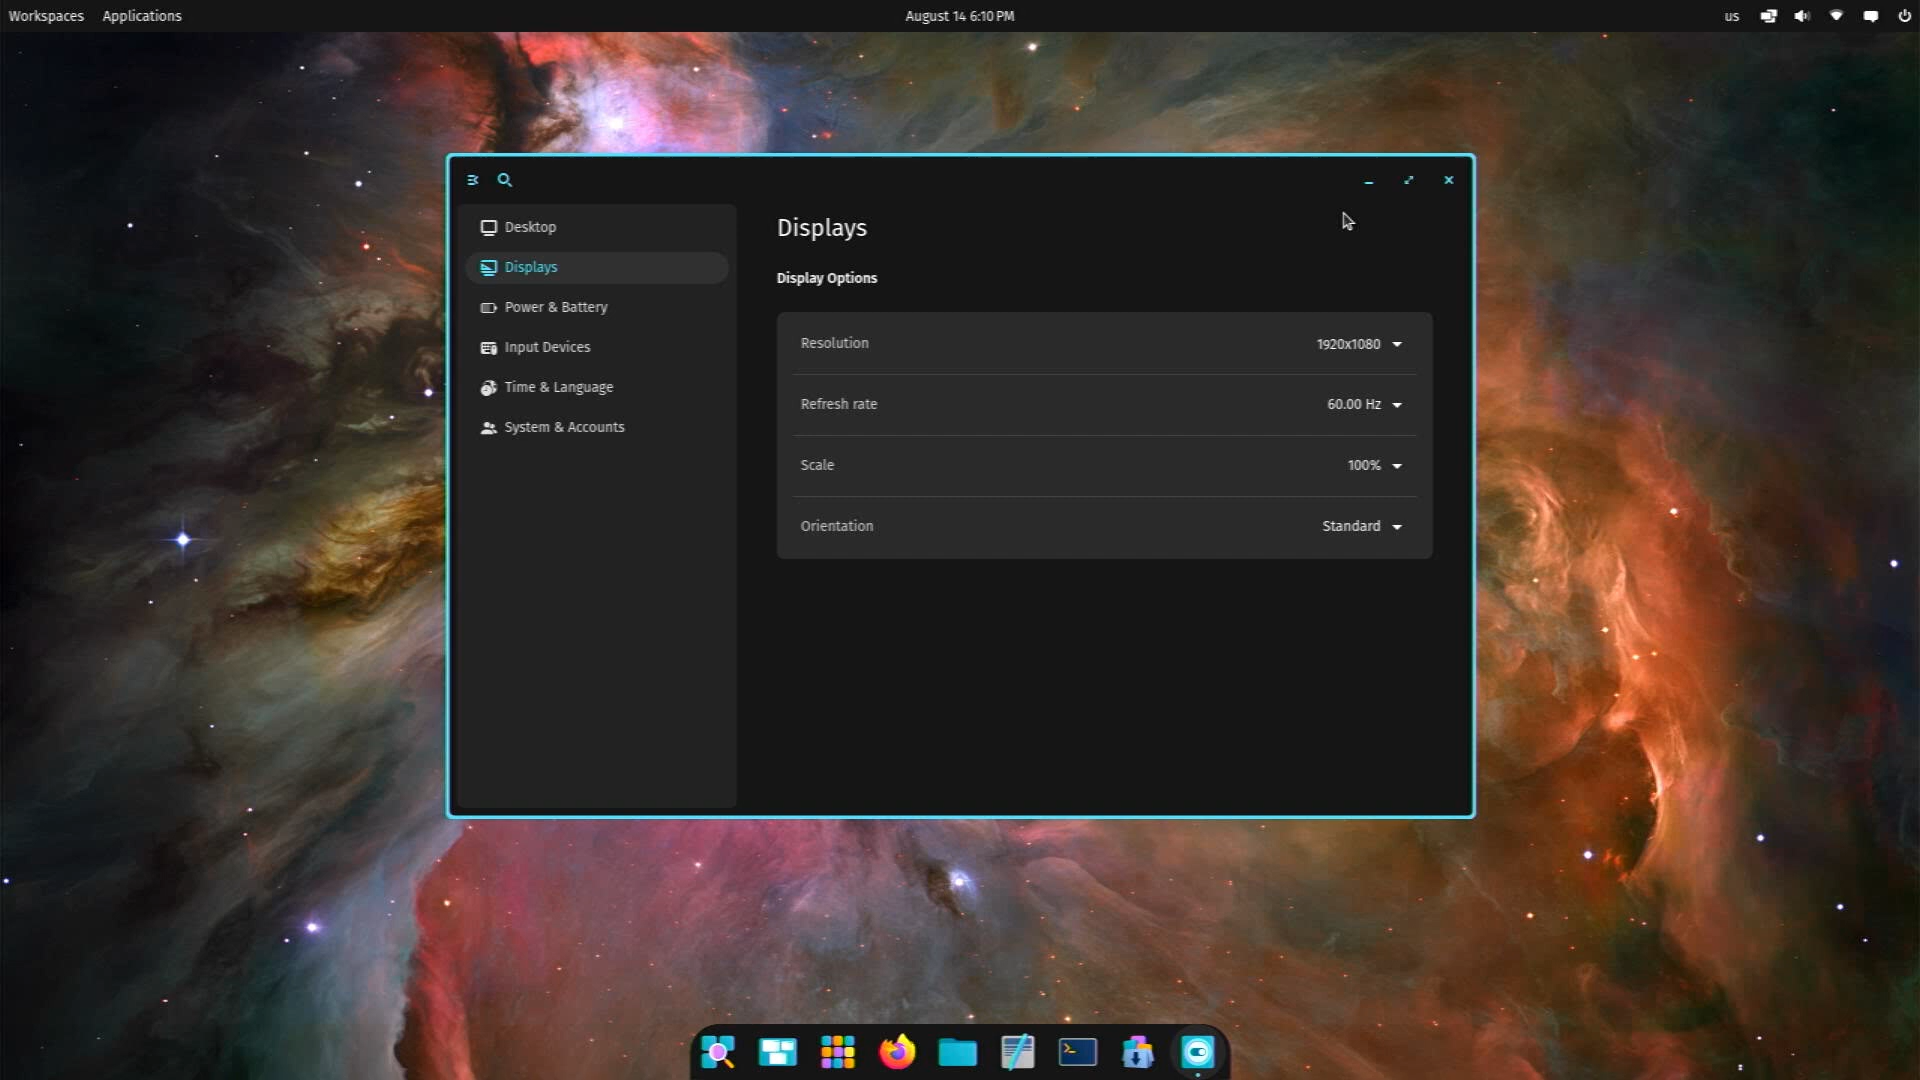 Workspaces Applications August 14 6:10 PM us
Displays
Desktop
Displays
Power & Battery
Input Devices
Time & Language
System & Accounts
Display Options
Resolution 1920x1080
Refresh rate 60.00 Hz
Scale 100%
Orientation Standard